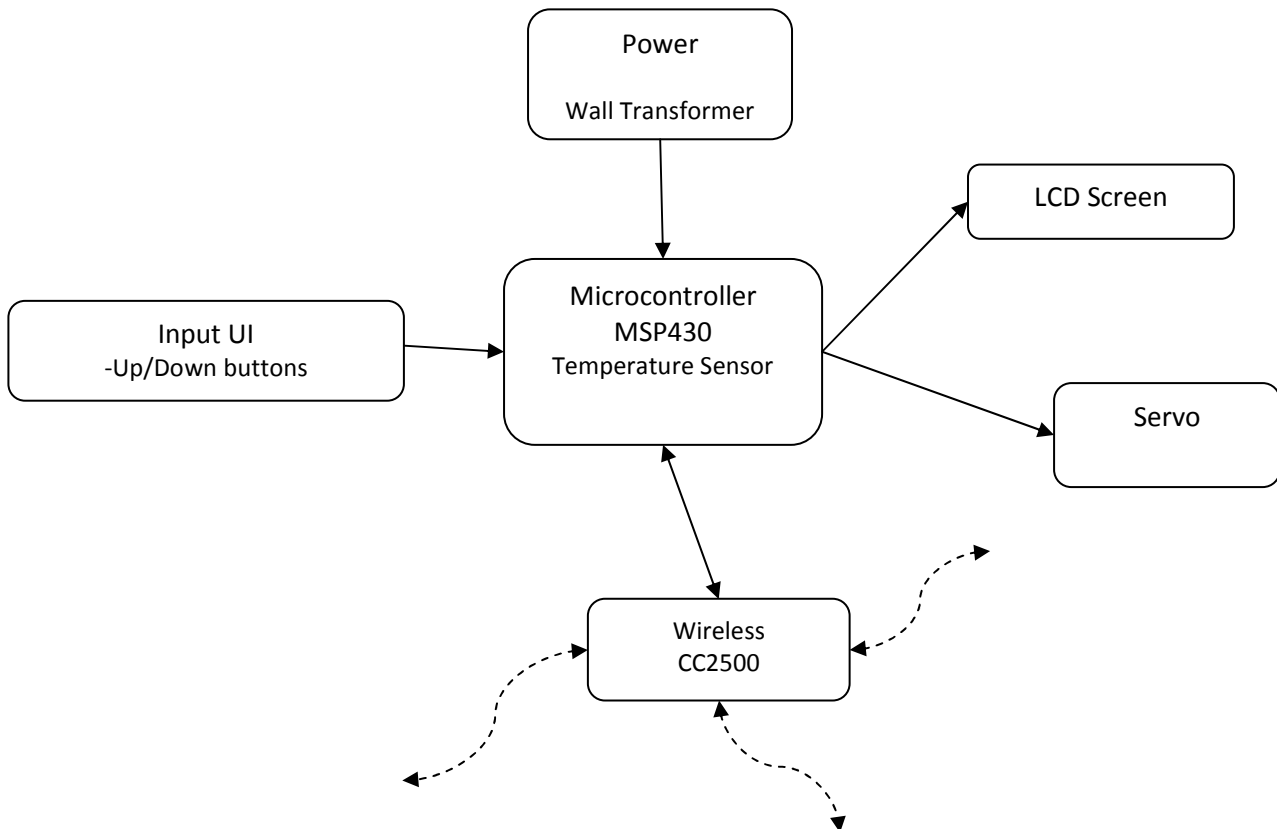 Power
Wall Transformer
LCD Screen
Microcontroller
MSP430
Temperature Sensor
Input UI
-Up/Down buttons
Servo
Wireless
CC2500